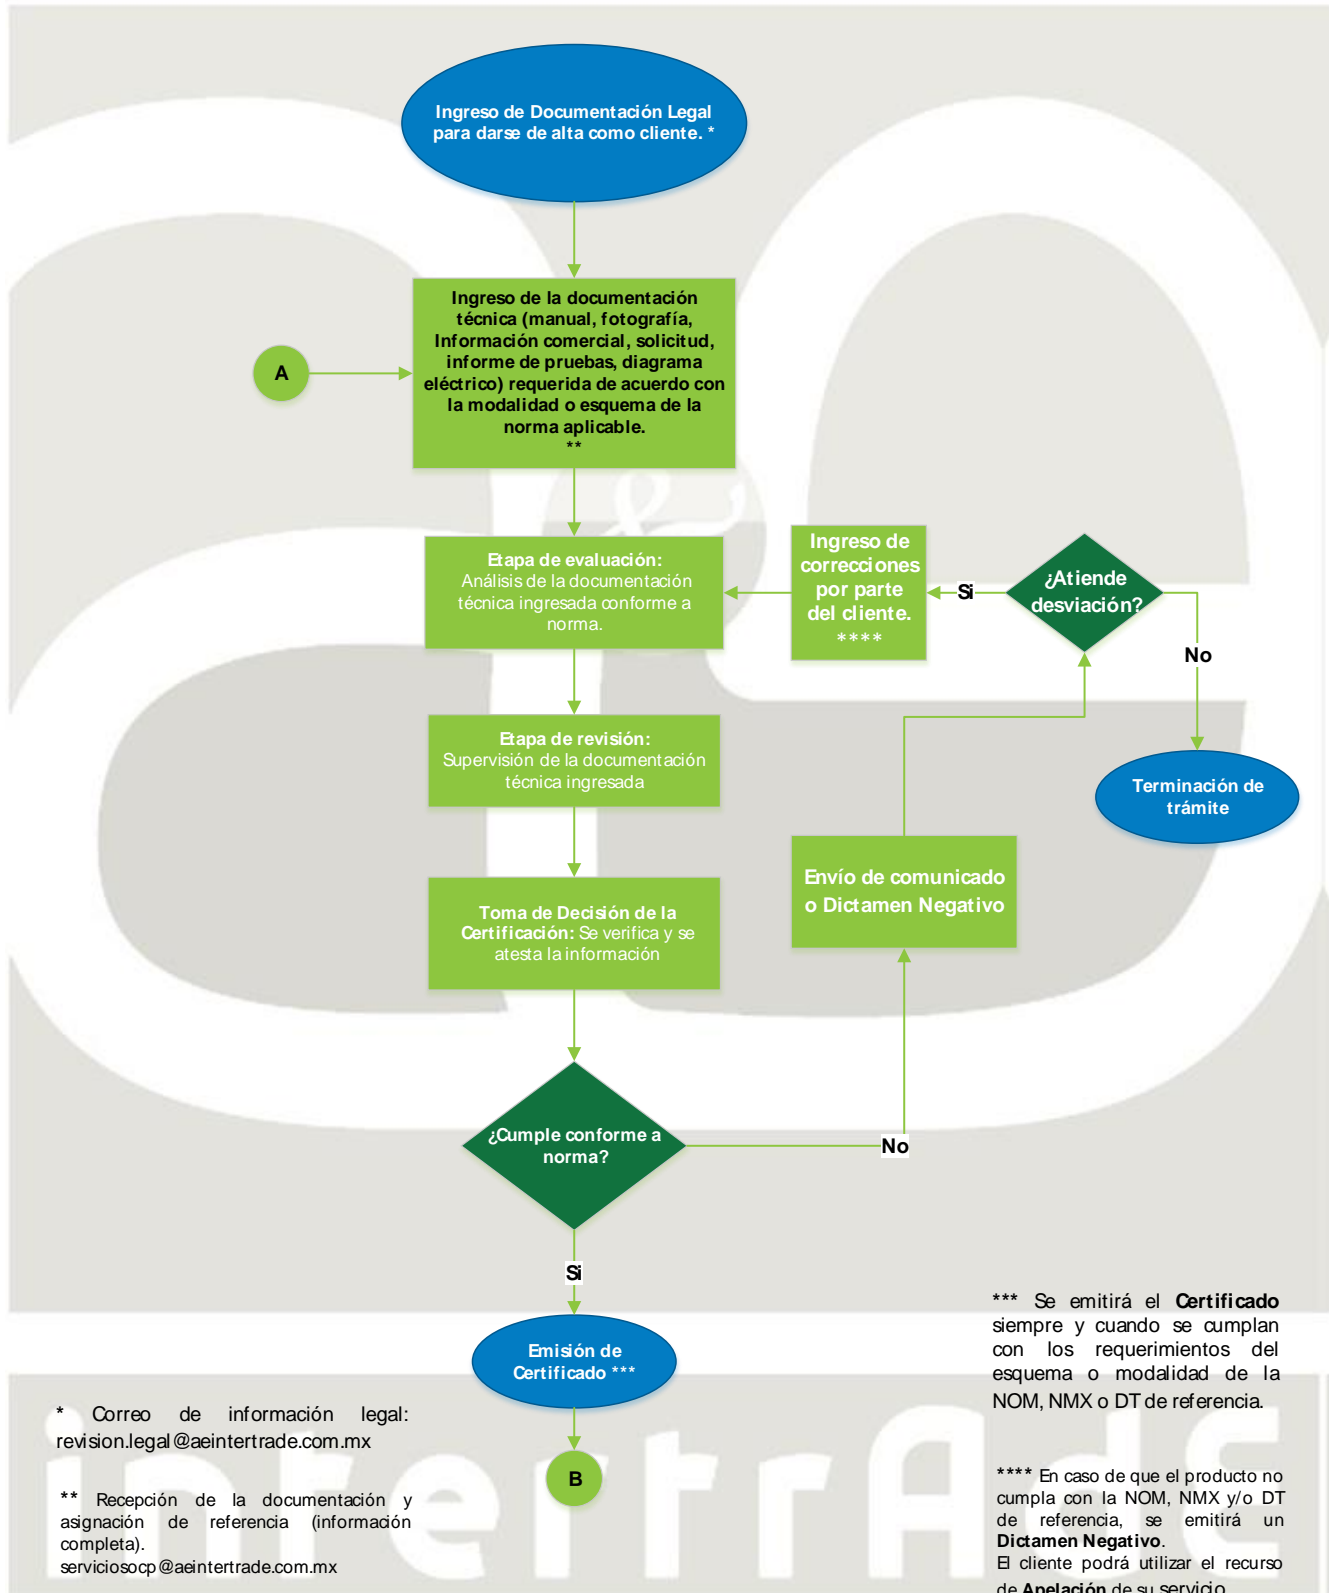 Ingreso de Documentación Legal
para darse de alta como cliente. *
Ingreso de la documentación
técnica (manual, fotografía,
Información comercial, solicitud,
informe de pruebas, diagrama
eléctrico) requerida de acuerdo con
la modalidad o esquema de la
norma aplicable.
**
A
Etapa de evaluación:
Análisis de la documentación
técnica ingresada conforme a
norma.
Ingreso de
correcciones
por parte
del cliente.
****
Si
¿Atiende
desviación?
No
Terminación de
trámite
Etapa de revisión:
Supervisión de la documentación
técnica ingresada
Envío de comunicado
o Dictamen Negativo
Toma de Decisión de la
Certificación: Se verifica y se
atesta la información
¿Cumple conforme a
norma?
No
Si
Emisión de
Certificado ***
B
* Correo de información legal:
revision.legal@aeintertrade.com.mx
** Recepción de la documentación y
asignación de referencia (información
completa).
serviciosocp@aeintertrade.com.mx
*** Se emitirá el Certificado
siempre y cuando se cumplan
con los requerimientos del
esquema o modalidad de la
NOM, NMX o DT de referencia.
**** En caso de que el producto no
cumpla con la NOM, NMX y/o DT
de referencia, se emitirá un
Dictamen Negativo.
El cliente podrá utilizar el recurso
de Apelación de su servicio
&
intertrAdE